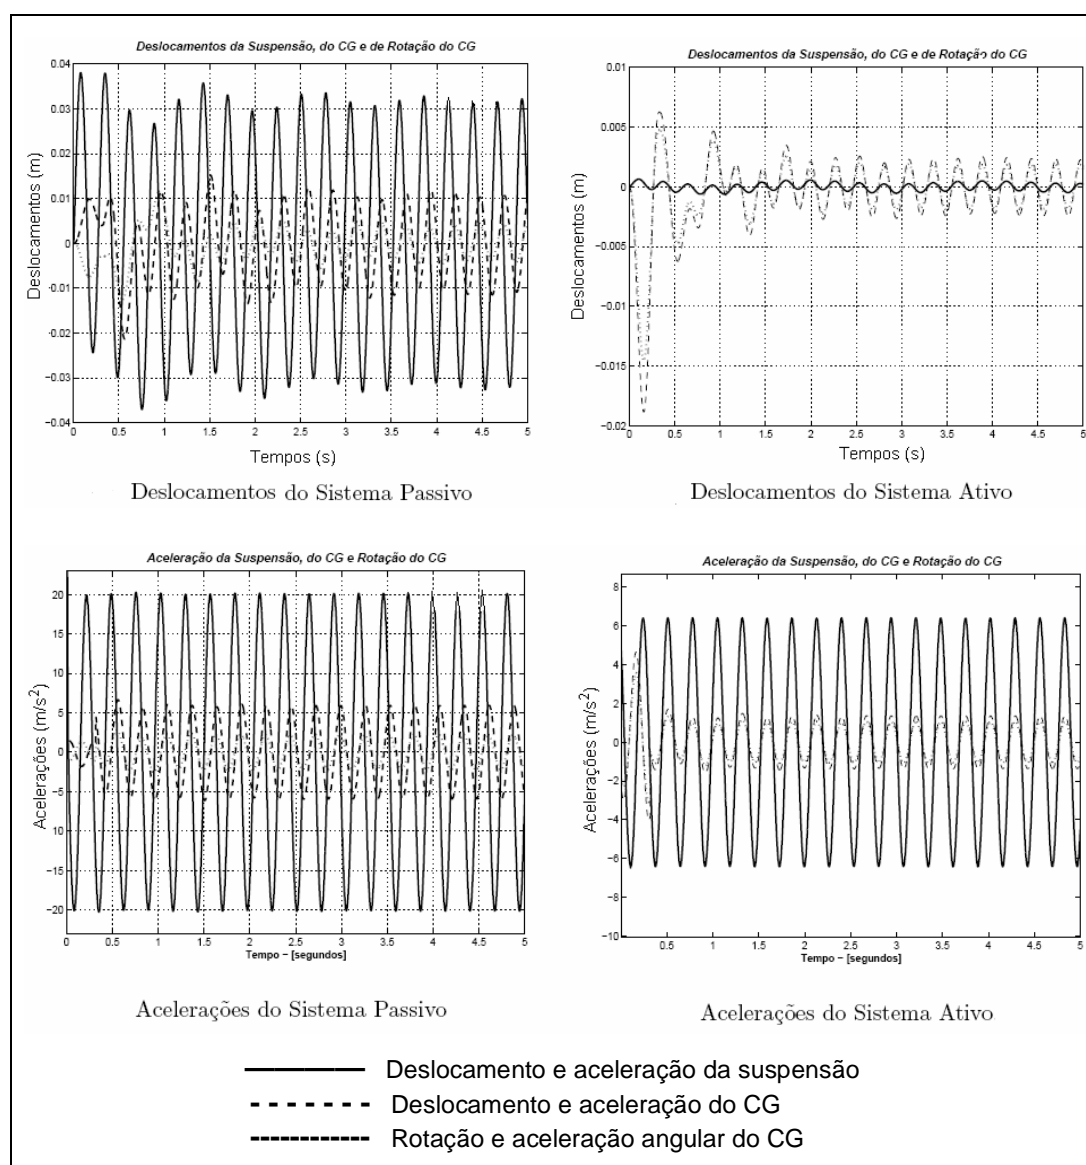 Deslocamentos da Suspensão, do CG e de Rotação do CG
0.04
0.03
0.02
0.01
0
-0.01
-0.02
-0.03
-0.04
Deslocamentos (m)
0 0.5 1 1.5 2 2.5 3 3.5 4 4.5 5
Tempos (s)
Deslocamentos do Sistema Passivo
Deslocamentos da Suspensão, do CG e de Rotação do CG
0.01
0.005
0
-0.005
-0.01
-0.015
-0.02
Deslocamentos (m)
0 0.5 1 1.5 2 2.5 3 3.5 4 4.5 5
Tempos (s)
Deslocamentos do Sistema Ativo
Aceleração da Suspensão, do CG e Rotação do CG
20
15
10
5
0
-5
10
-15
-20
Acelerações (m/s²)
0 0.5 1 1.5 2 2.5 3 3.5 4 4.5 5
Tempo - [segundos]
Acelerações do Sistema Passivo
Aceleração da Suspensão, do CG e Rotação do CG
8
6
4
2
0
-2
-4
-6
-8
-10
Acelerações (m/s²)
0.5 1 1.5 2 2.5 3 3.5 4 4.5 5
Tempo - [segundos]
Acelerações do Sistema Ativo
Deslocamento e aceleração da suspensão
Deslocamento e aceleração do CG
Rotação e aceleração angular do CG